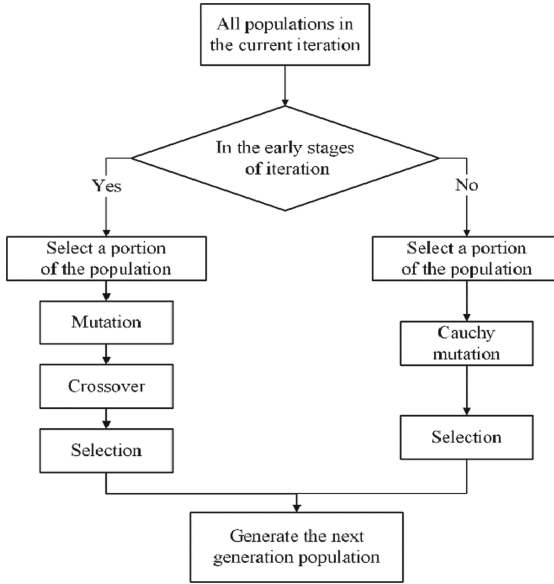 All populations in
the current iteration
In the early stages
of iteration
Yes
No
Select a portion
of the population
Select a portion
of the population
Mutation
Cauchy
mutation
Crossover
Selection
Selection
Generate the next
generation population